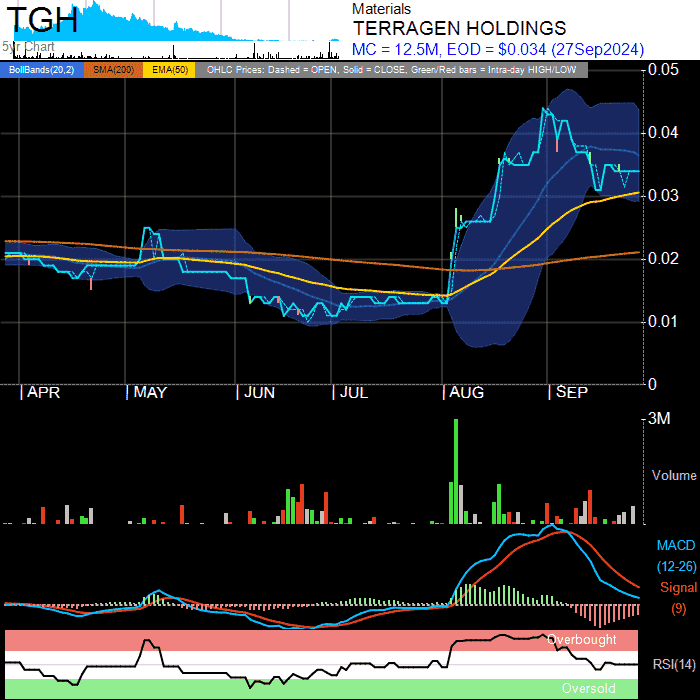 TGH
5yr Chart
Materials
TERRAGEN HOLDINGS
MC = 12.5M, EOD = $0.034 (27Sep2024)
BollBands(20,2) SMA(200) EMA(50) OHLC Prices: Dashed = OPEN, Solid = CLOSE, Green/Red bars = Intra-day HIGH/LOW
0.05
0.04
0.03
0.02
0.01
0
| APR | MAY | JUN | JUL | AUG | SEP
3M
Volume
MACD
(12-26)
Signal
(9)
Overbought
RSI(14)
Oversold